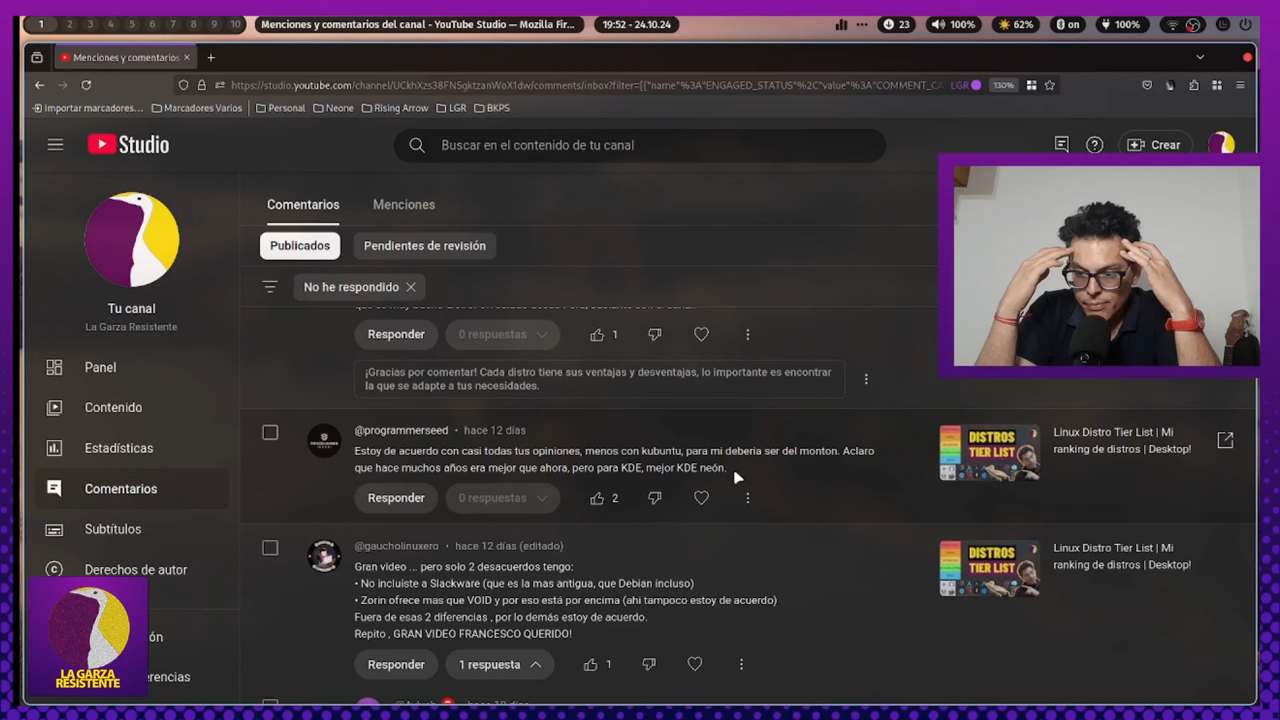 1 2 3 4 5 6 7 8 9 10
Menciones y comentarios del canal - YouTube Studio — Mozilla Fir...
19:52 - 24.10.24
23
100%
62%
on
100%
Menciones y comentarios
https://studio.youtube.com/channel/UCkhXzs38FN5gktzanWoX1dw/comments/inbox?filter=[{"name"%3A"ENGAGED_STATUS"%2C"value"%3A"COMMENT_CA
LGR
130%
Importar marcadores...
Marcadores Varios
Personal
Neone
Rising Arrow
LGR
BKPS
Studio
Buscar en el contenido de tu canal
Crear
Tu canal
La Garza Resistente
Panel
Contenido
Estadísticas
Comentarios
Subtítulos
Derechos de autor
LA GARZA
RESISTENTE
Comentarios
Menciones
Publicados
Pendientes de revisión
No he respondido
Responder
0 respuestas
1
¡Gracias por comentar! Cada distro tiene sus ventajas y desventajas, lo importante es encontrar
la que se adapte a tus necesidades.
@programmerseed • hace 12 días
Estoy de acuerdo con casi todas tus opiniones, menos con kubuntu, para mi deberia ser del monton. Aclaro
que hace muchos años era mejor que ahora, pero para KDE, mejor KDE neón.
Responder
0 respuestas
2
DISTROS
TIER LIST
Linux Distro Tier List | Mi
ranking de distros | Desktop!
@gaucholinuxero • hace 12 días (editado)
Gran video ... pero solo 2 desacuerdos tengo:
• No incluíste a Slackware (que es la mas antigua, que Debian incluso)
• Zorin ofrece mas que VOID y por eso está por encima (ahi tampoco estoy de acuerdo)
Fuera de esas 2 diferencias , por lo demás estoy de acuerdo.
Repito , GRAN VIDEO FRANCESCO QUERIDO!
Responder
1 respuesta
1
DISTROS
TIER LIST
Linux Distro Tier List | Mi
ranking de distros | Desktop!